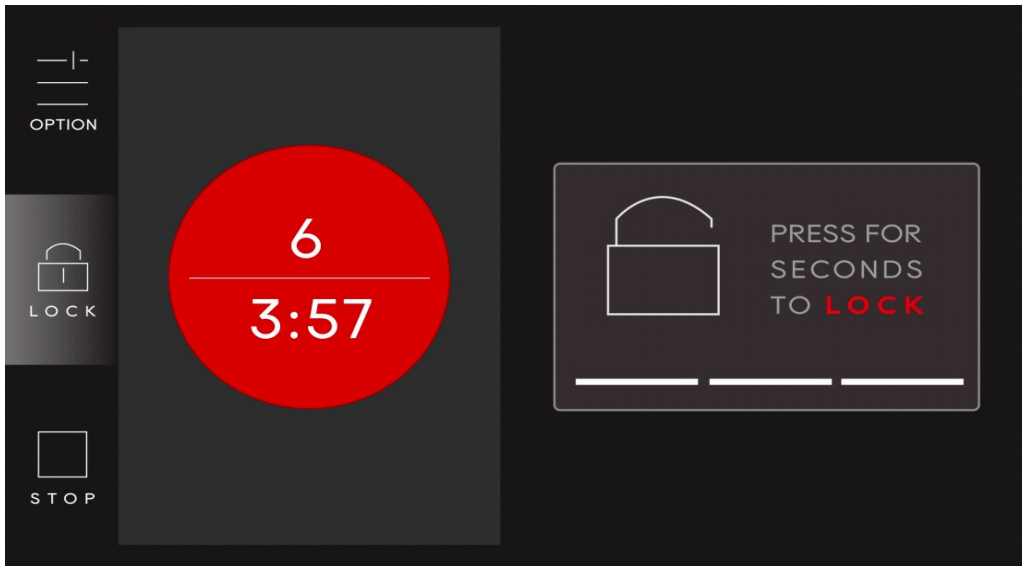 OPTION
LOCK
STOP
6
3:57
PRESS FOR
SECONDS
TO LOCK